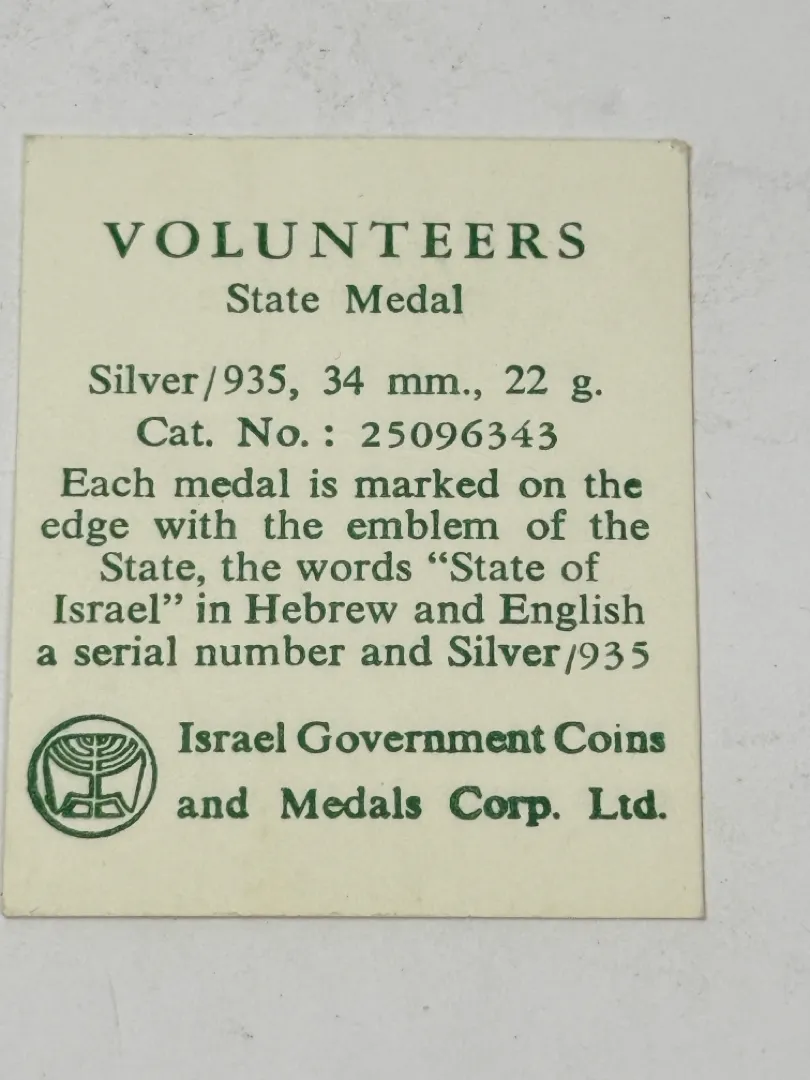 VOLUNTEERS
State Medal
Silver/935, 34 mm., 22 g.
Cat. No.: 25096343
Each medal is marked on the
edge with the emblem of the
State, the words “State of
Israel” in Hebrew and English
a serial number and Silver/935
Israel Government Coins
and Medals Corp. Ltd.